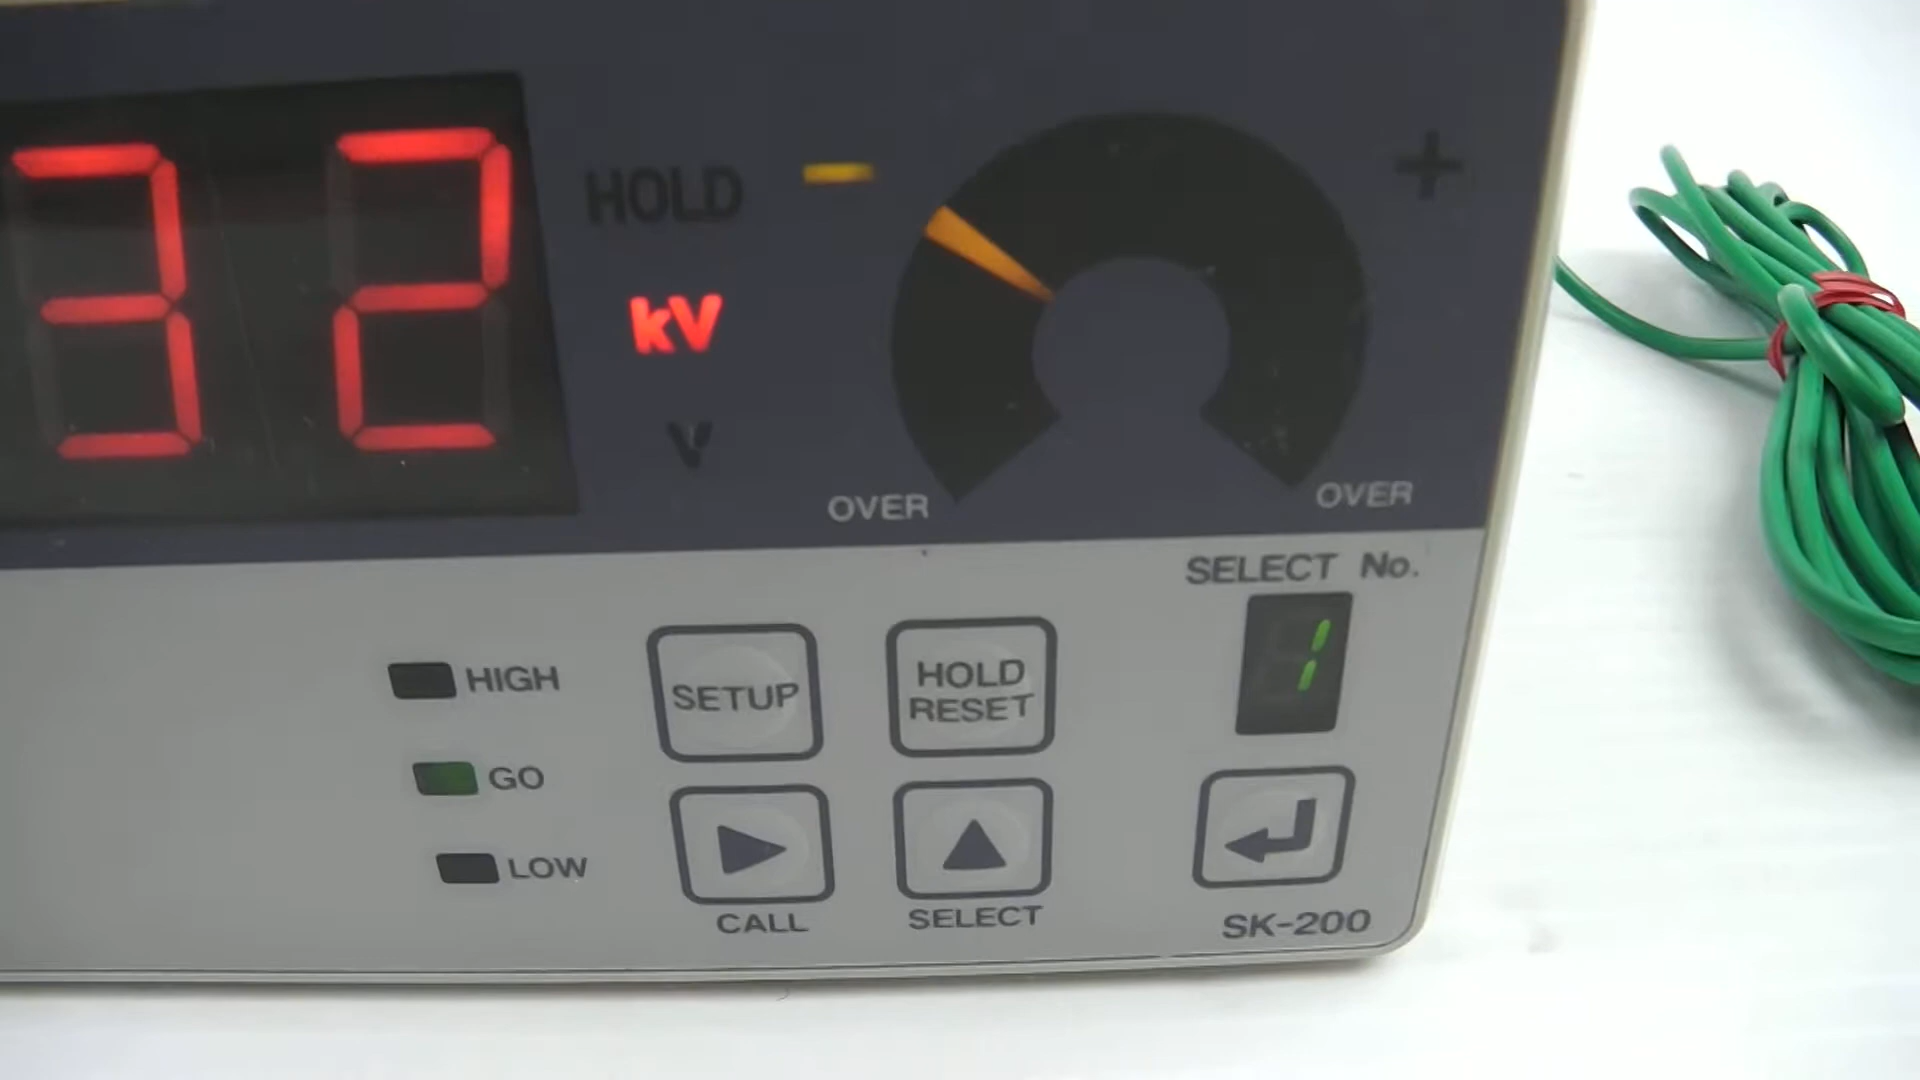 32
HOLD
kV
V
−
+
OVER
OVER
SELECT No.
1
HIGH
GO
LOW
SETUP
HOLD
RESET
CALL
SELECT
SK-200